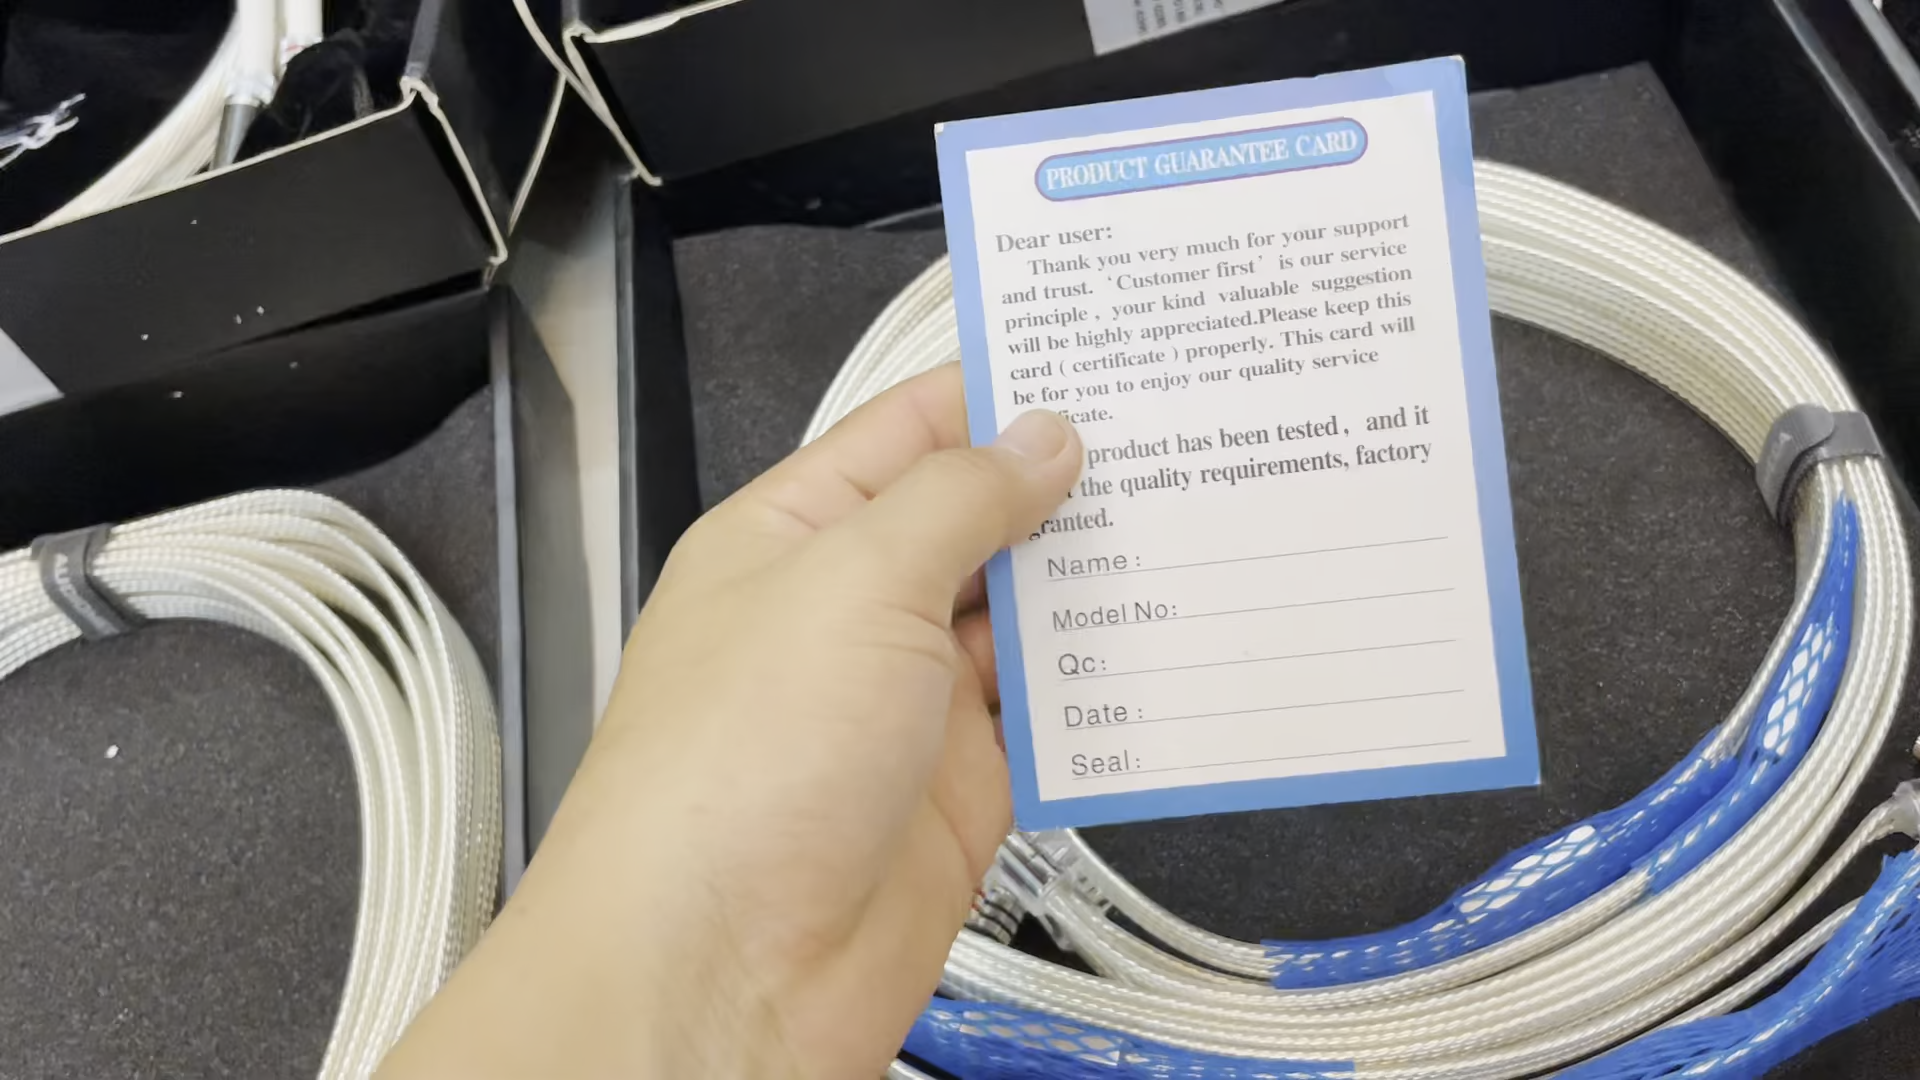 PRODUCT GUARANTEE CARD
Dear user:
Thank you very much for your support
and trust. ‘Customer first’ is our service
principle, your kind valuable suggestion
will be highly appreciated.Please keep this
card ( certificate ) properly. This card will
be for you to enjoy our quality service
icate.
product has been tested, and it
the quality requirements, factory
granted.
Name:
Model No:
Qc:
Date:
Seal: